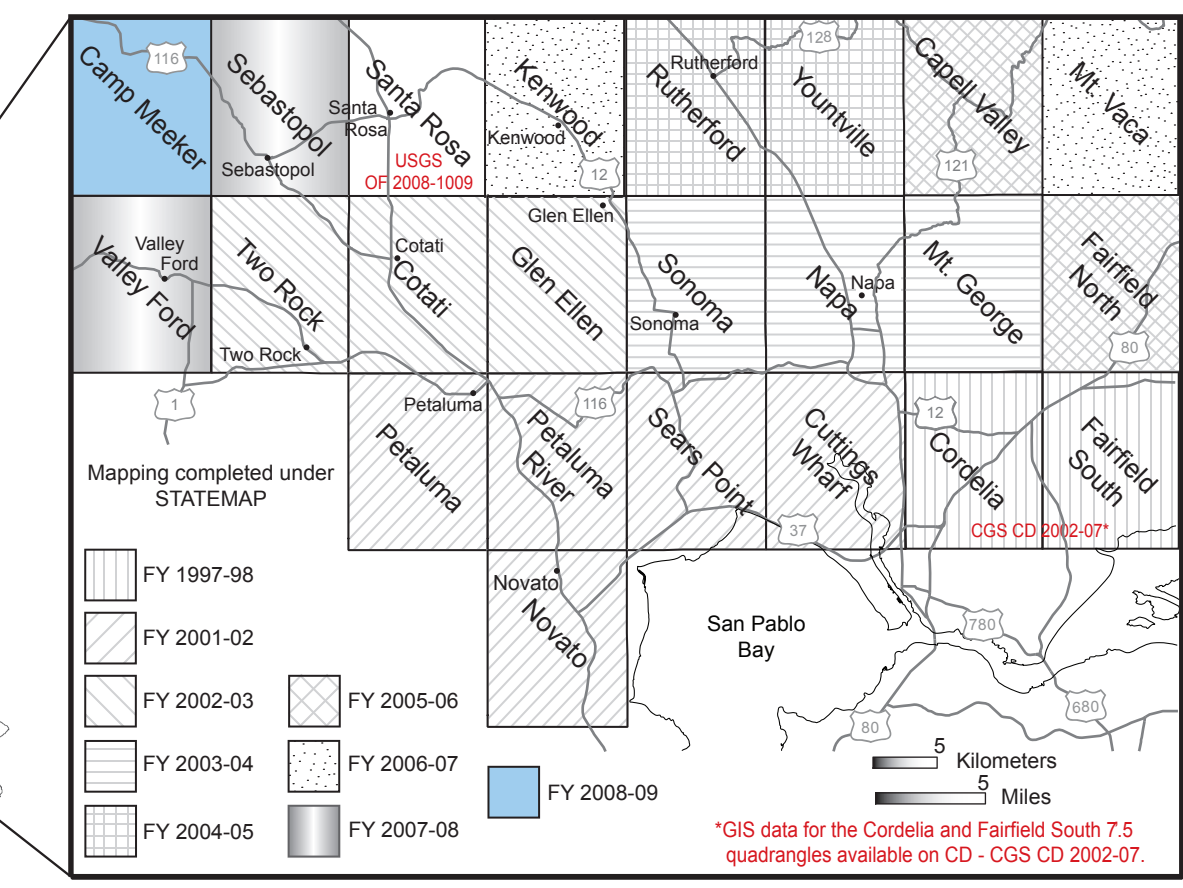 116
Camp Meeker
Sebastopol
Sebastopol
Santa Rosa
Santa
Rosa
USGS
OF 2008-1009
Kenwood
Kenwood
12
Rutherford
Rutherford
128
Yountville
Capell Valley
121
Mt. Vaca
Valley
Ford
Valley Ford
Two Rock
Two Rock
Cotati
Cotati
Glen Ellen
Glen Ellen
Sonoma
Sonoma
Napa
Napa
Mt. George
Fairfield
North
80
1
Petaluma
Petaluma
Petaluma
River
116
Sears Point
Cuttings
Wharf
37
12
Cordelia
Fairfield
South
CGS CD 2002-07*
Novato
Novato
San Pablo
Bay
780
680
80
Mapping completed under
STATEMAP
FY 1997-98
FY 2001-02
FY 2002-03
FY 2003-04
FY 2004-05
FY 2005-06
FY 2006-07
FY 2007-08
FY 2008-09
5
Kilometers
5
Miles
*GIS data for the Cordelia and Fairfield South 7.5
quadrangles available on CD - CGS CD 2002-07.